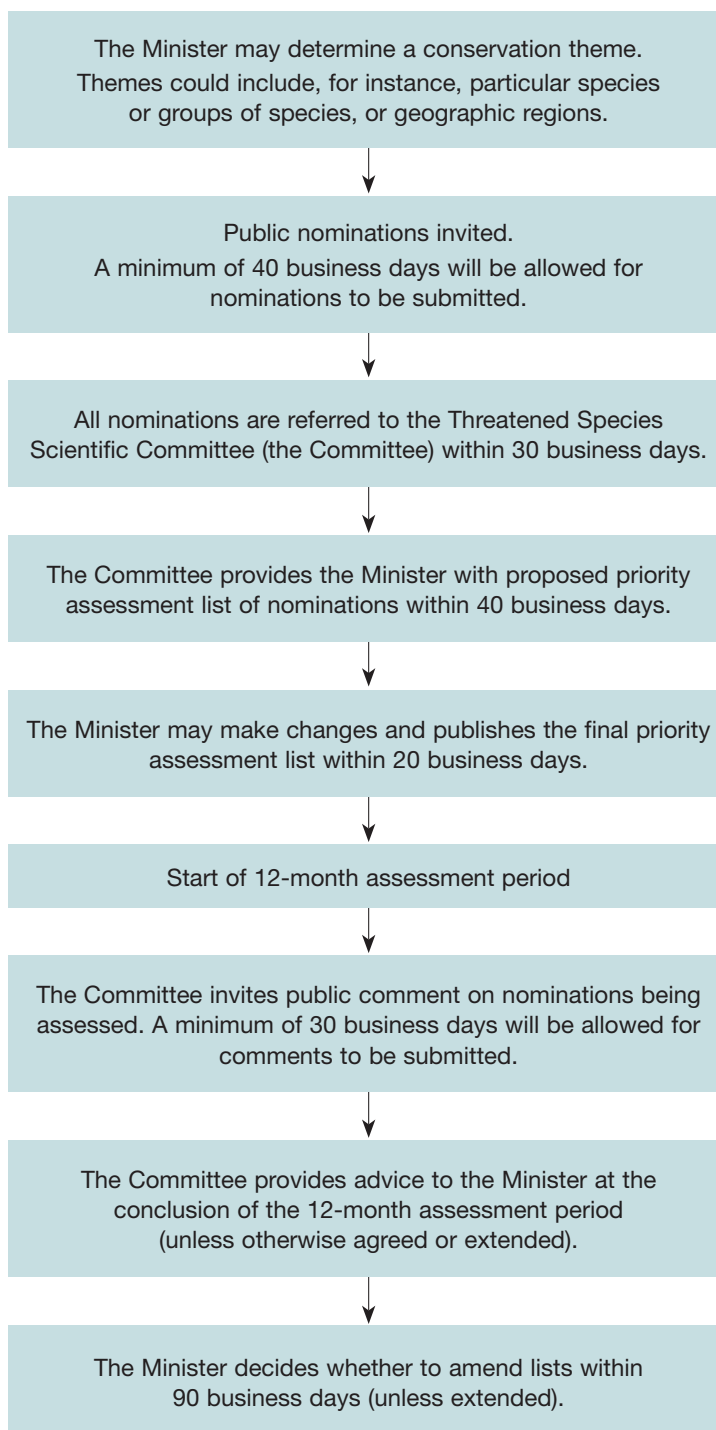 The Minister may determine a conservation theme.
Themes could include, for instance, particular species
or groups of species, or geographic regions.
Public nominations invited.
A minimum of 40 business days will be allowed for
nominations to be submitted.
All nominations are referred to the Threatened Species
Scientific Committee (the Committee) within 30 business days.
The Committee provides the Minister with proposed priority
assessment list of nominations within 40 business days.
The Minister may make changes and publishes the final priority
assessment list within 20 business days.
Start of 12-month assessment period
The Committee invites public comment on nominations being
assessed. A minimum of 30 business days will be allowed for
comments to be submitted.
The Committee provides advice to the Minister at the
conclusion of the 12-month assessment period
(unless otherwise agreed or extended).
The Minister decides whether to amend lists within
90 business days (unless extended).